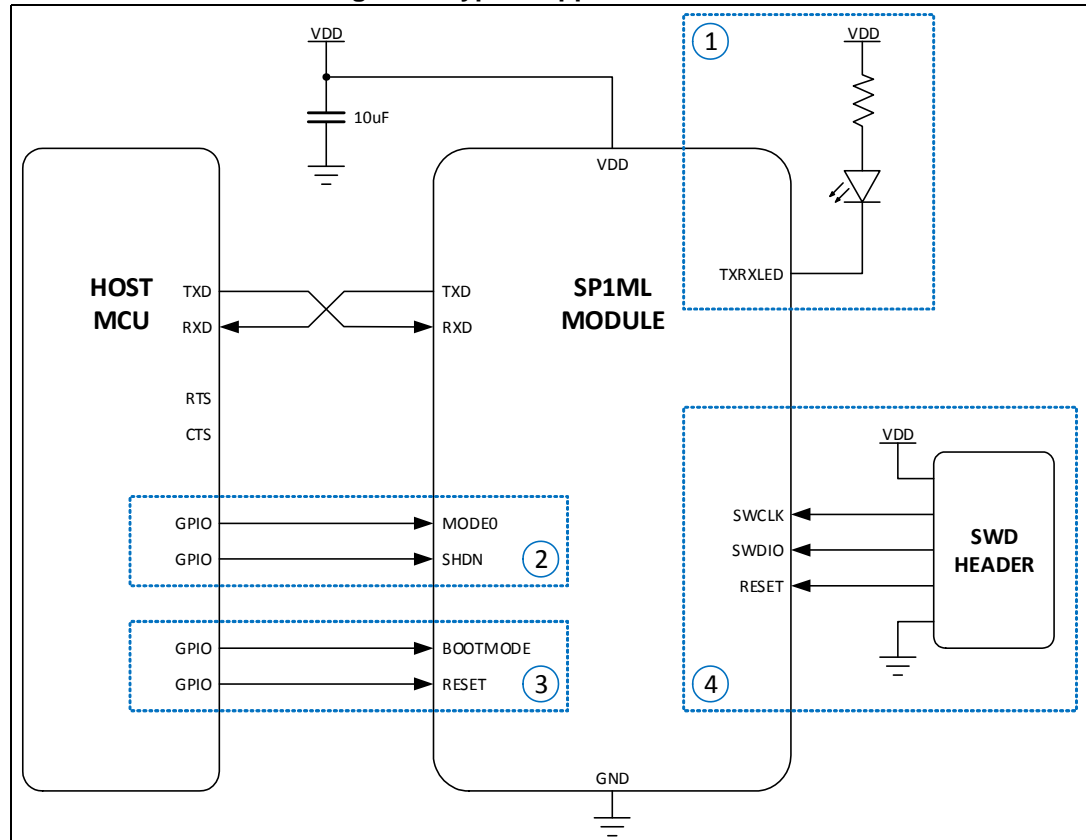 VDD
10uF
1
VDD
VDD
HOST
MCU
TXD
RXD
RTS
CTS
GPIO
GPIO
GPIO
GPIO
TXD
RXD
SP1ML
MODULE
TXRXLED
MODE0
SHDN
2
BOOTMODE
RESET
3
VDD
SWCLK
SWDIO
RESET
SWD
HEADER
4
GND